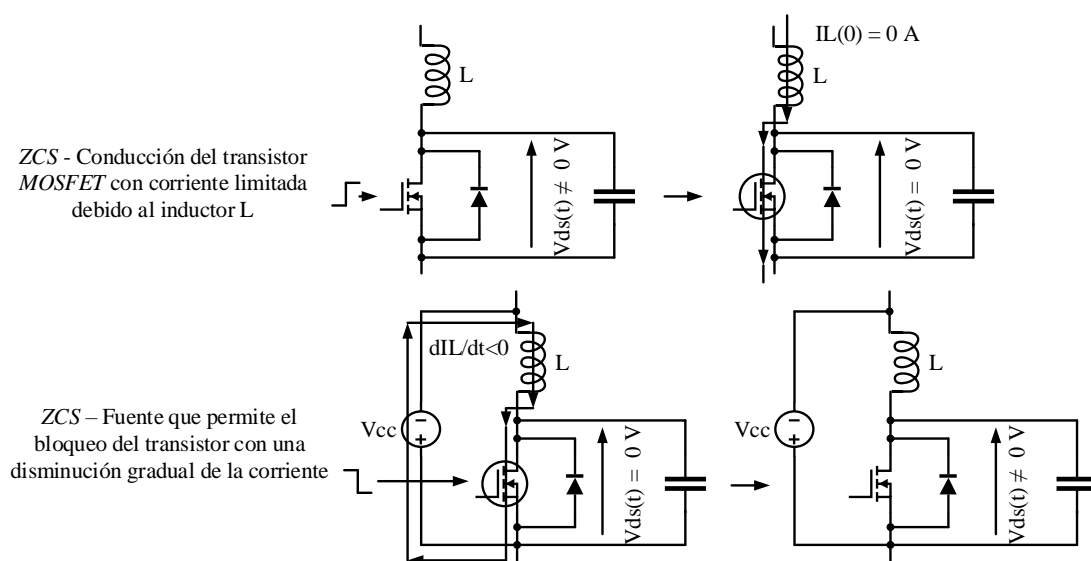 IL(0) = 0 A
L
L
ZCS - Conducción del transistor
MOSFET con corriente limitada
debido al inductor L
Vds(t) ≠ 0 V
Vds(t) = 0 V
dIL/dt<0
L
L
ZCS – Fuente que permite el
bloqueo del transistor con una
disminución gradual de la corriente
Vcc
Vds(t) = 0 V
Vcc
Vds(t) ≠ 0 V